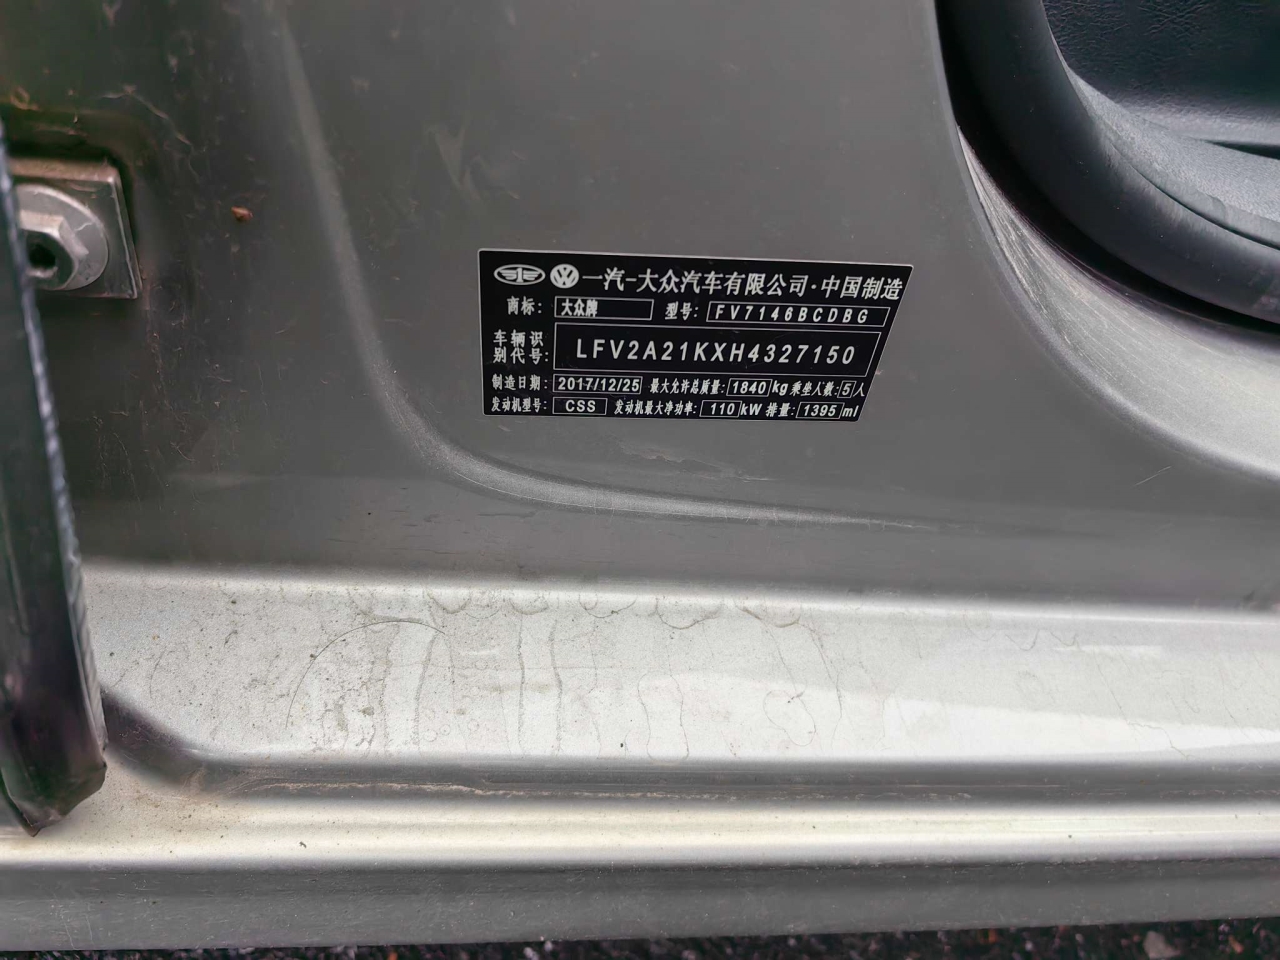 一汽-大众汽车有限公司·中国制造
商标: 大众牌 型号: FV7146BCDBG
车辆识别代号: LFV2A21KXH4327150
制造日期: 2017/12/25 最大允许总质量: 1840 kg 乘坐人数: 5 人
发动机型号: CSS 发动机最大净功率: 110 kW 排量: 1395 ml